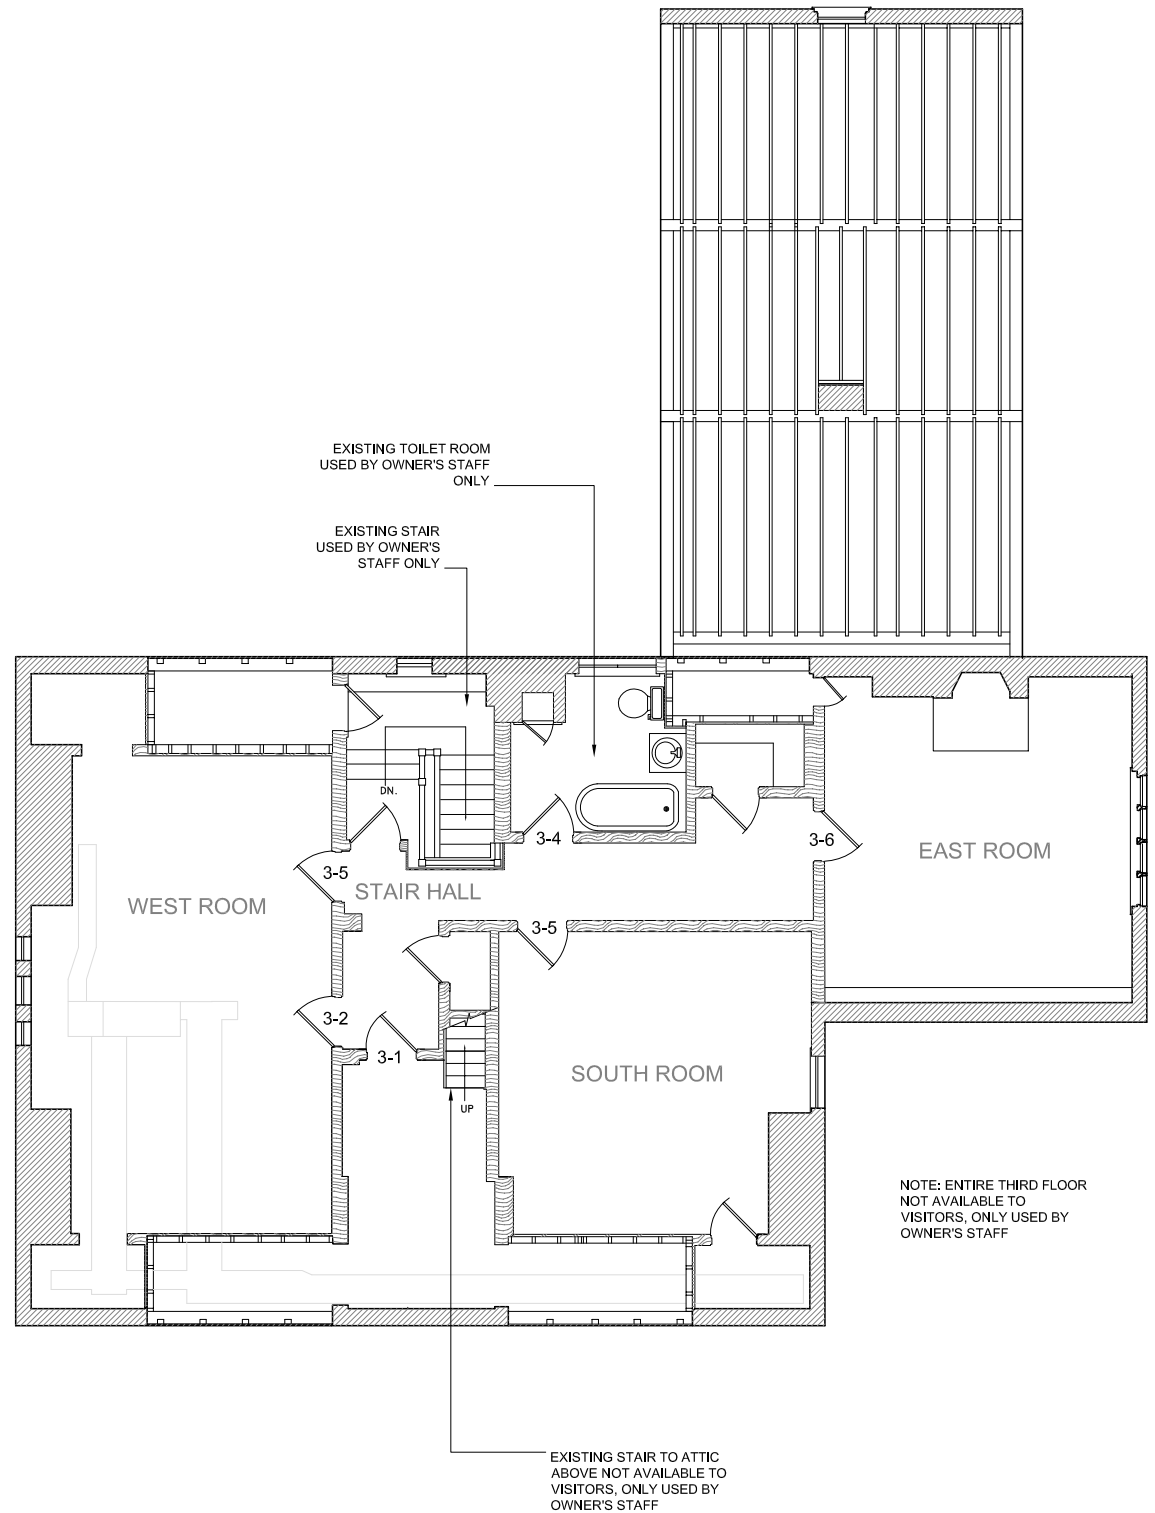 EXISTING TOILET ROOM
USED BY OWNER'S STAFF
ONLY
EXISTING STAIR
USED BY OWNER'S
STAFF ONLY
DN.
3-4
3-6
EAST ROOM
3-5
STAIR HALL
WEST ROOM
3-5
3-2
3-1
SOUTH ROOM
UP
NOTE: ENTIRE THIRD FLOOR
NOT AVAILABLE TO
VISITORS, ONLY USED BY
OWNER'S STAFF
EXISTING STAIR TO ATTIC
ABOVE NOT AVAILABLE TO
VISITORS, ONLY USED BY
OWNER'S STAFF